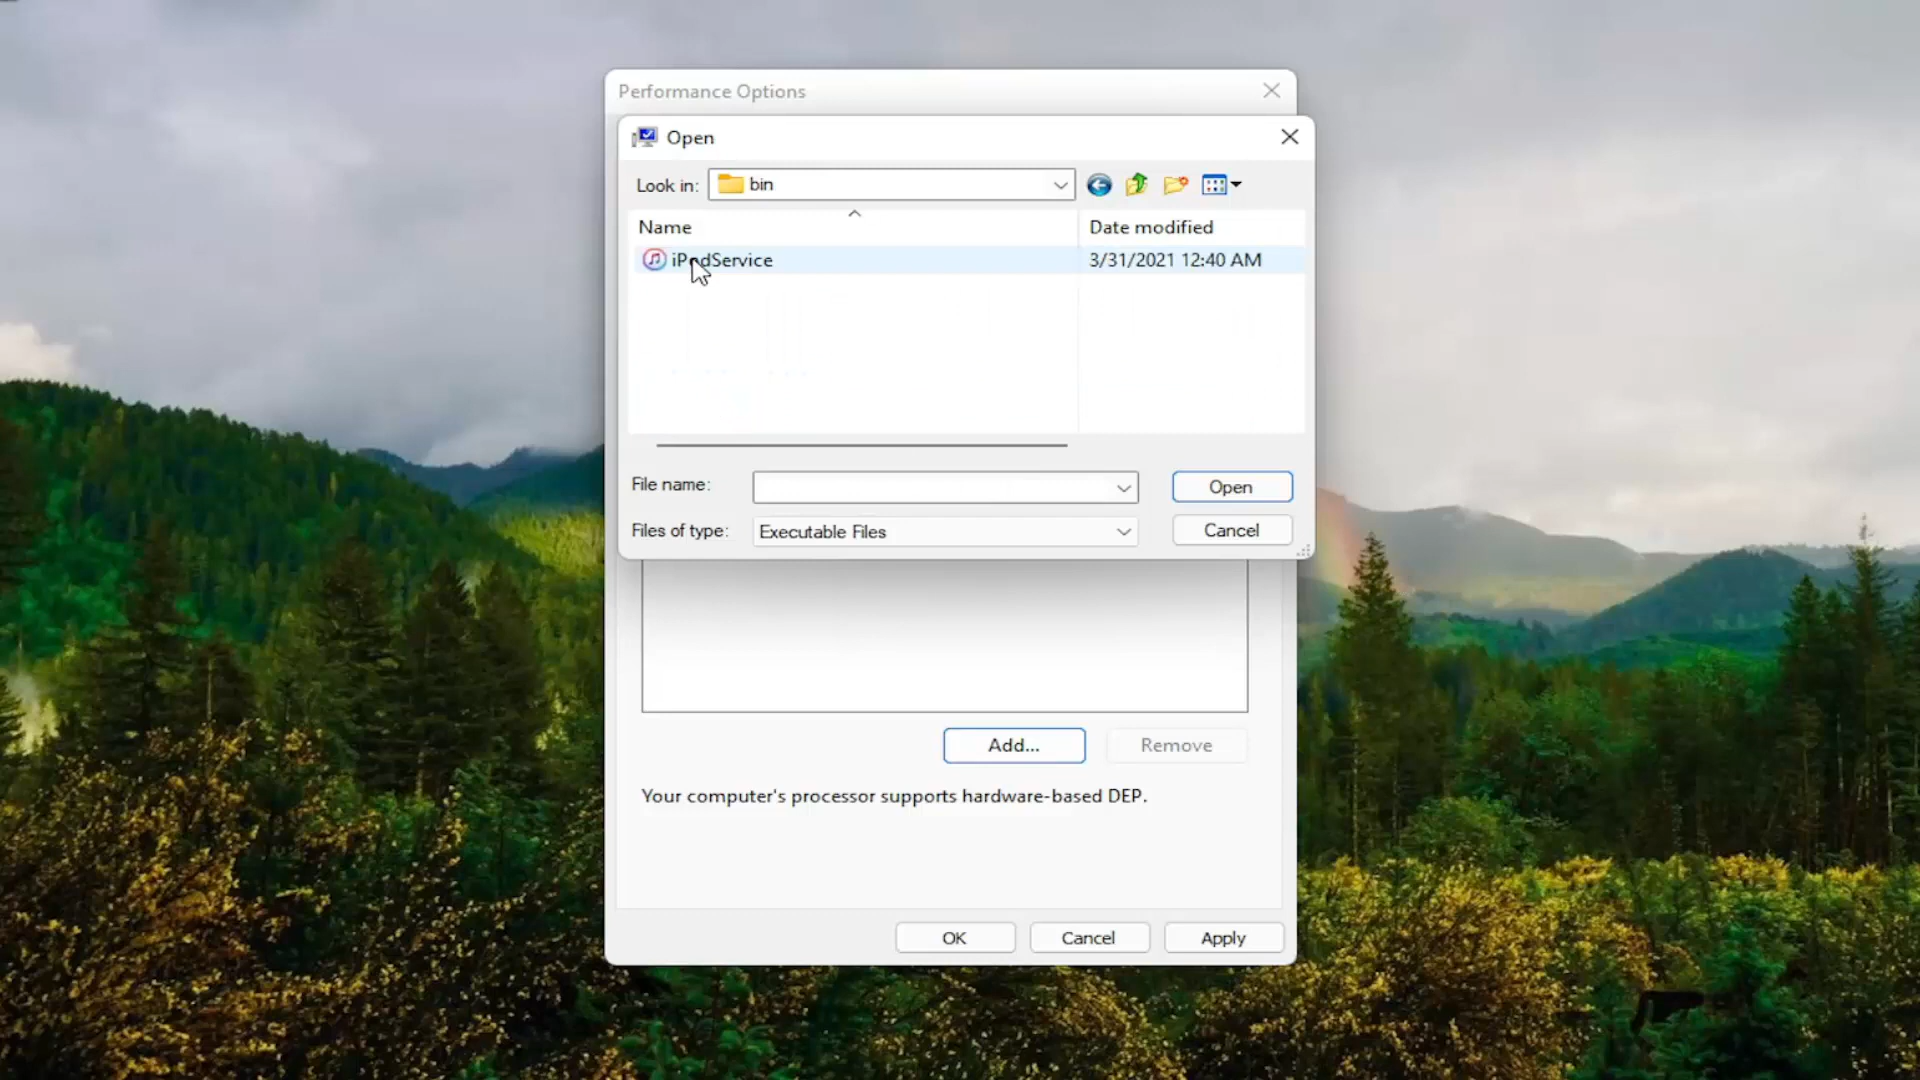 Performance Options
Open
Look in: bin
Name Date modified
iPodService 3/31/2021 12:40 AM
File name: Open
Files of type: Executable Files Cancel
Add... Remove
Your computer's processor supports hardware-based DEP.
OK Cancel Apply